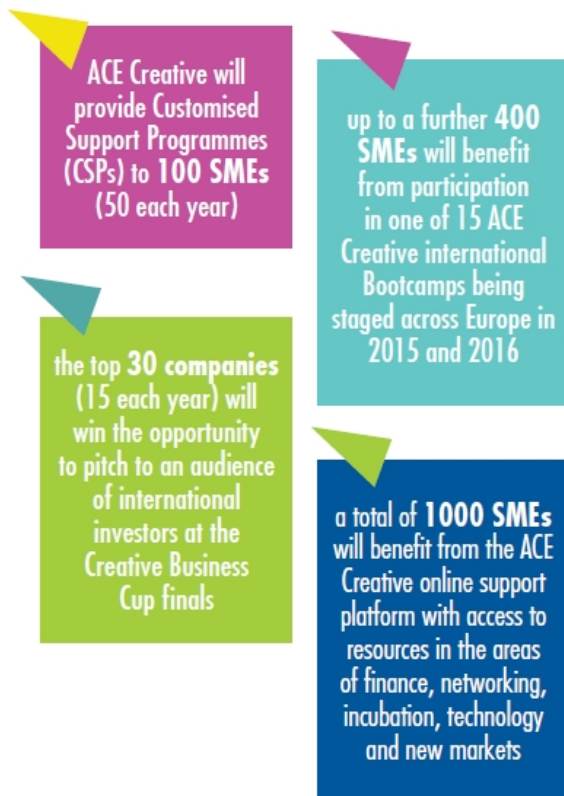 ACE Creative will
provide Customised
Support Programmes
(CSPs) to 100 SMEs
(50 each year)
up to a further 400
SMEs will benefit
from participation
in one of 15 ACE
Creative international
Bootcamps being
staged across Europe in
2015 and 2016
the top 30 companies
(15 each year) will
win the opportunity
to pitch to an audience
of international
investors at the
Creative Business
Cup finals
a total of 1000 SMEs
will benefit from the ACE
Creative online support
platform with access to
resources in the areas
of finance, networking,
incubation, technology
and new markets